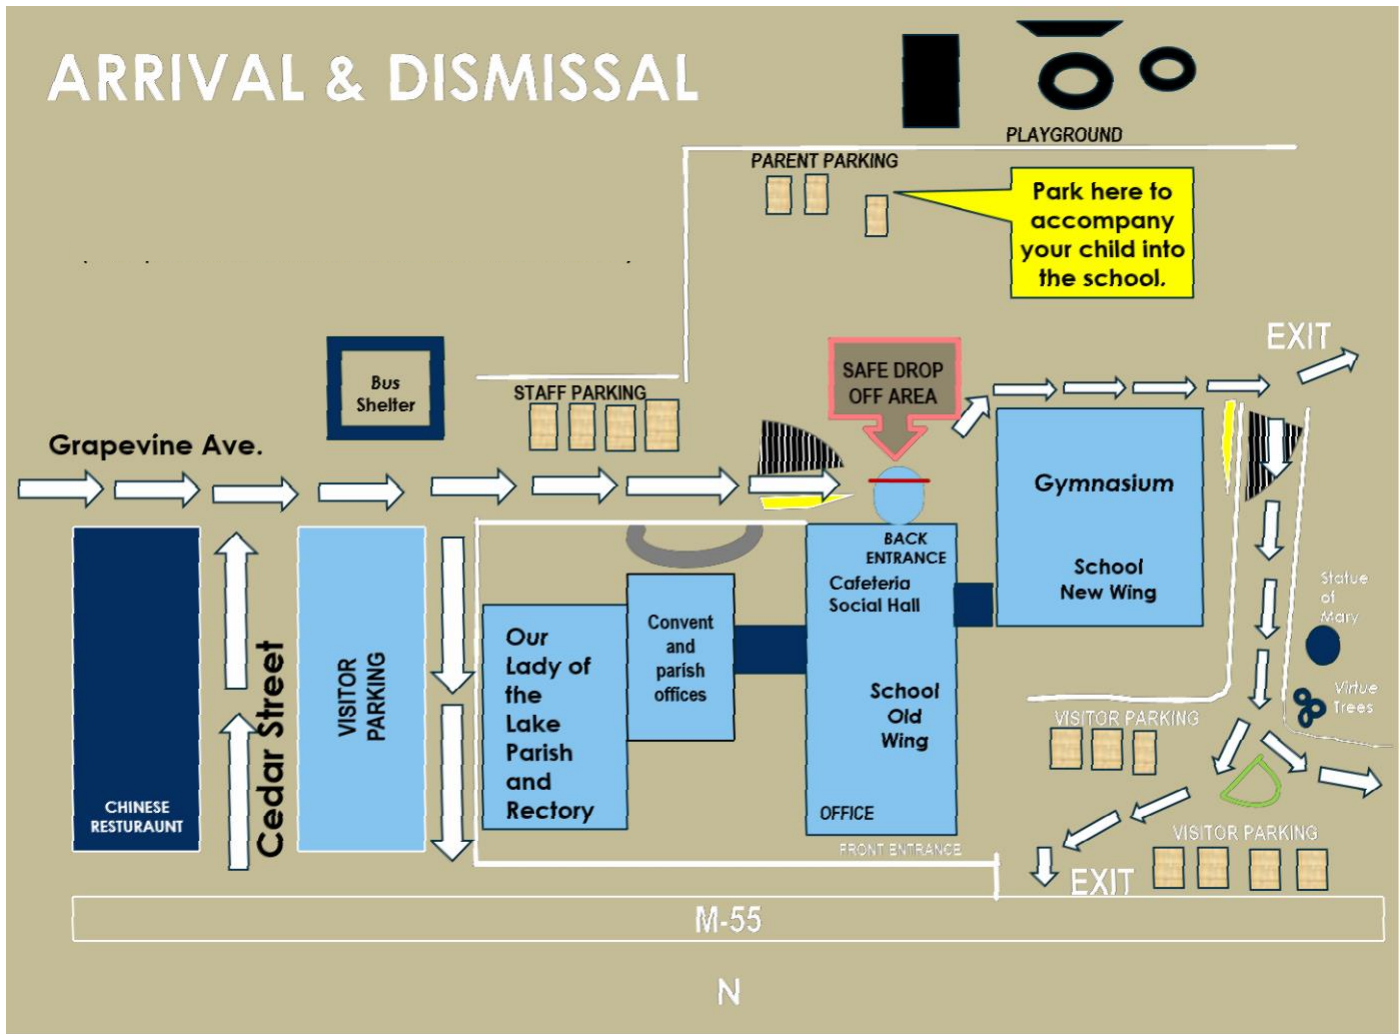 ARRIVAL & DISMISSAL
PLAYGROUND
PARENT PARKING
Park here to
accompany
your child into
the school.
EXIT
Bus
Shelter
STAFF PARKING
SAFE DROP
OFF AREA
Grapevine Ave.
Gymnasium
School
New Wing
BACK
ENTRANCE
Cafeteria
Social Hall
School
Old
Wing
OFFICE
FRONT ENTRANCE
Convent
and
parish
offices
Our
Lady of
the
Lake
Parish
and
Rectory
VISITOR
PARKING
Cedar Street
CHINESE
RESTURAUNT
Statue
of
Mary
Virtue
Trees
VISITOR PARKING
VISITOR PARKING
EXIT
M-55
N